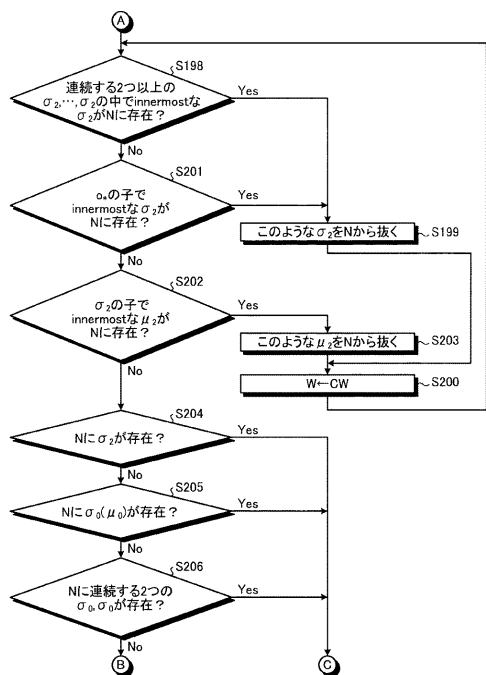 A
S198
連続する2つ以上の
σ₂,…,σ₂の中でinnermostな
σ₂がNに存在？
Yes
No
S201
α*の子で
innermostなσ₂が
Nに存在？
Yes
このようなσ₂をNから抜く
S199
No
S202
σ₂の子で
innermostなμ₂が
Nに存在？
Yes
このようなμ₂をNから抜く
S203
W←CW
S200
No
S204
Nにσ₂が存在？
Yes
No
S205
Nにσ₀(μ₀)が存在？
Yes
No
S206
Nに連続する2つの
σ₀,σ₀が存在？
Yes
No
B
C